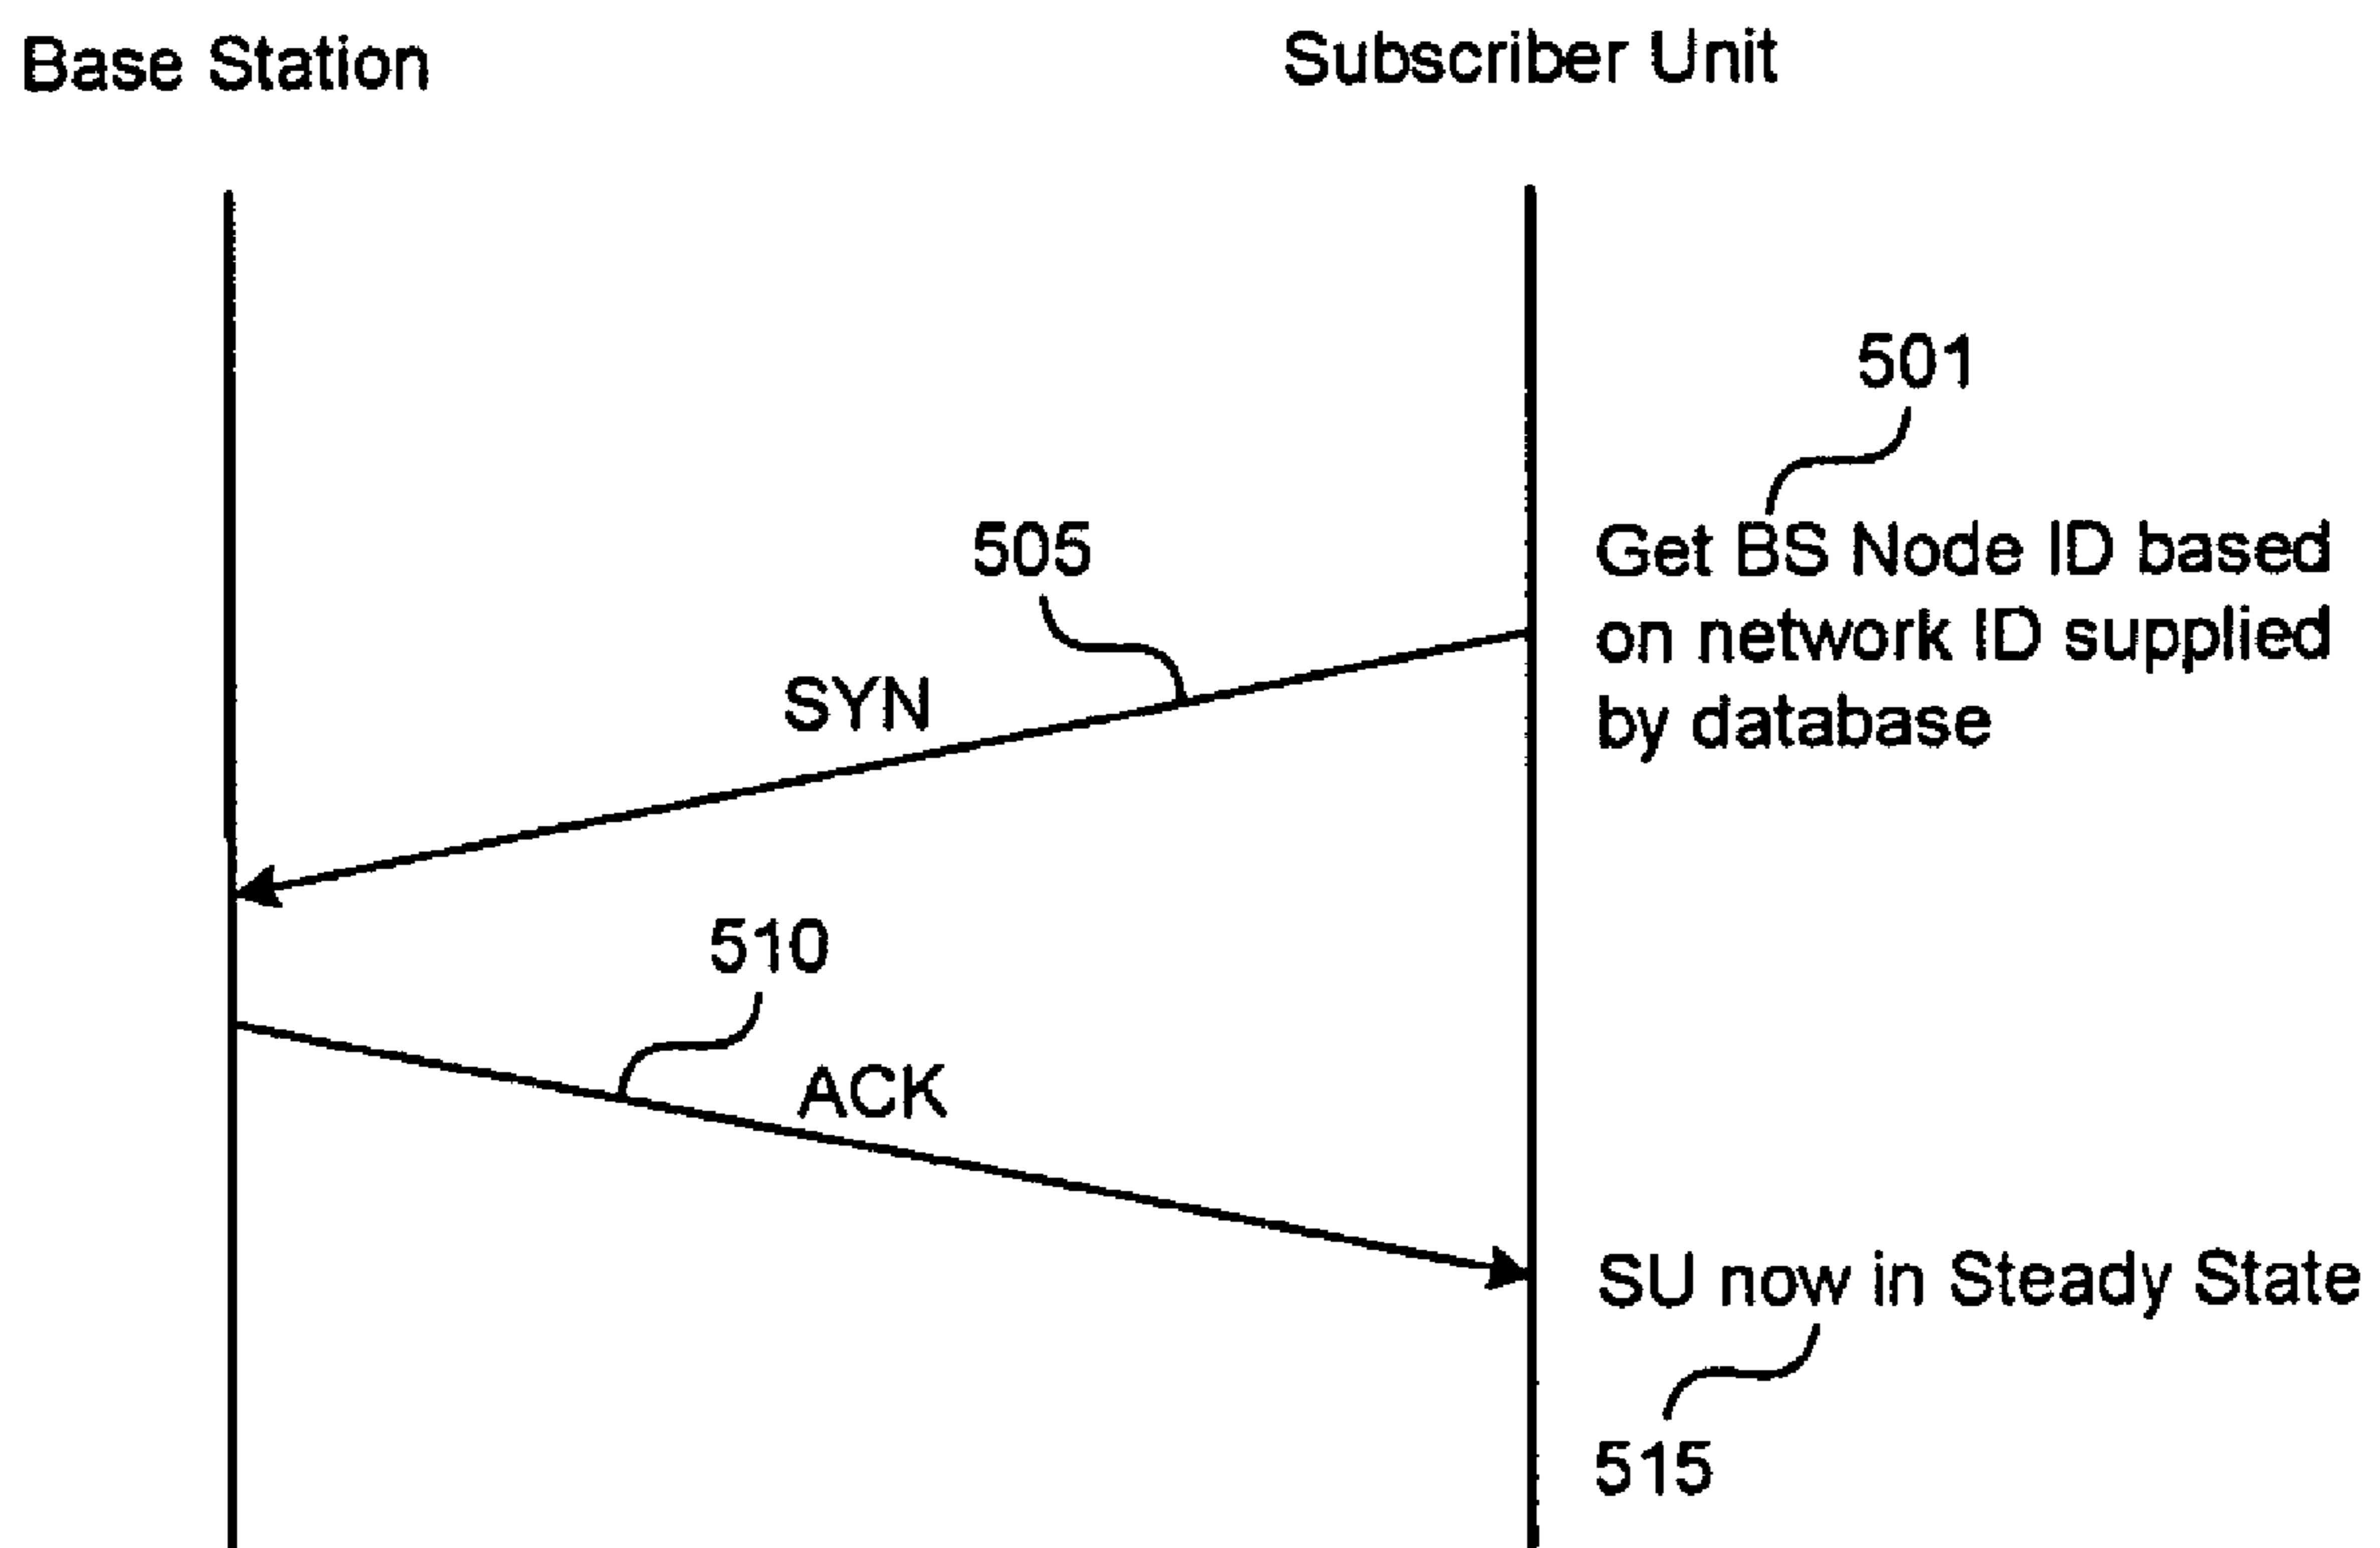 Base Station
Subscriber Unit
501
505
Get BS Node ID based
on network ID supplied
by database
SYN
510
ACK
SU now in Steady State
515